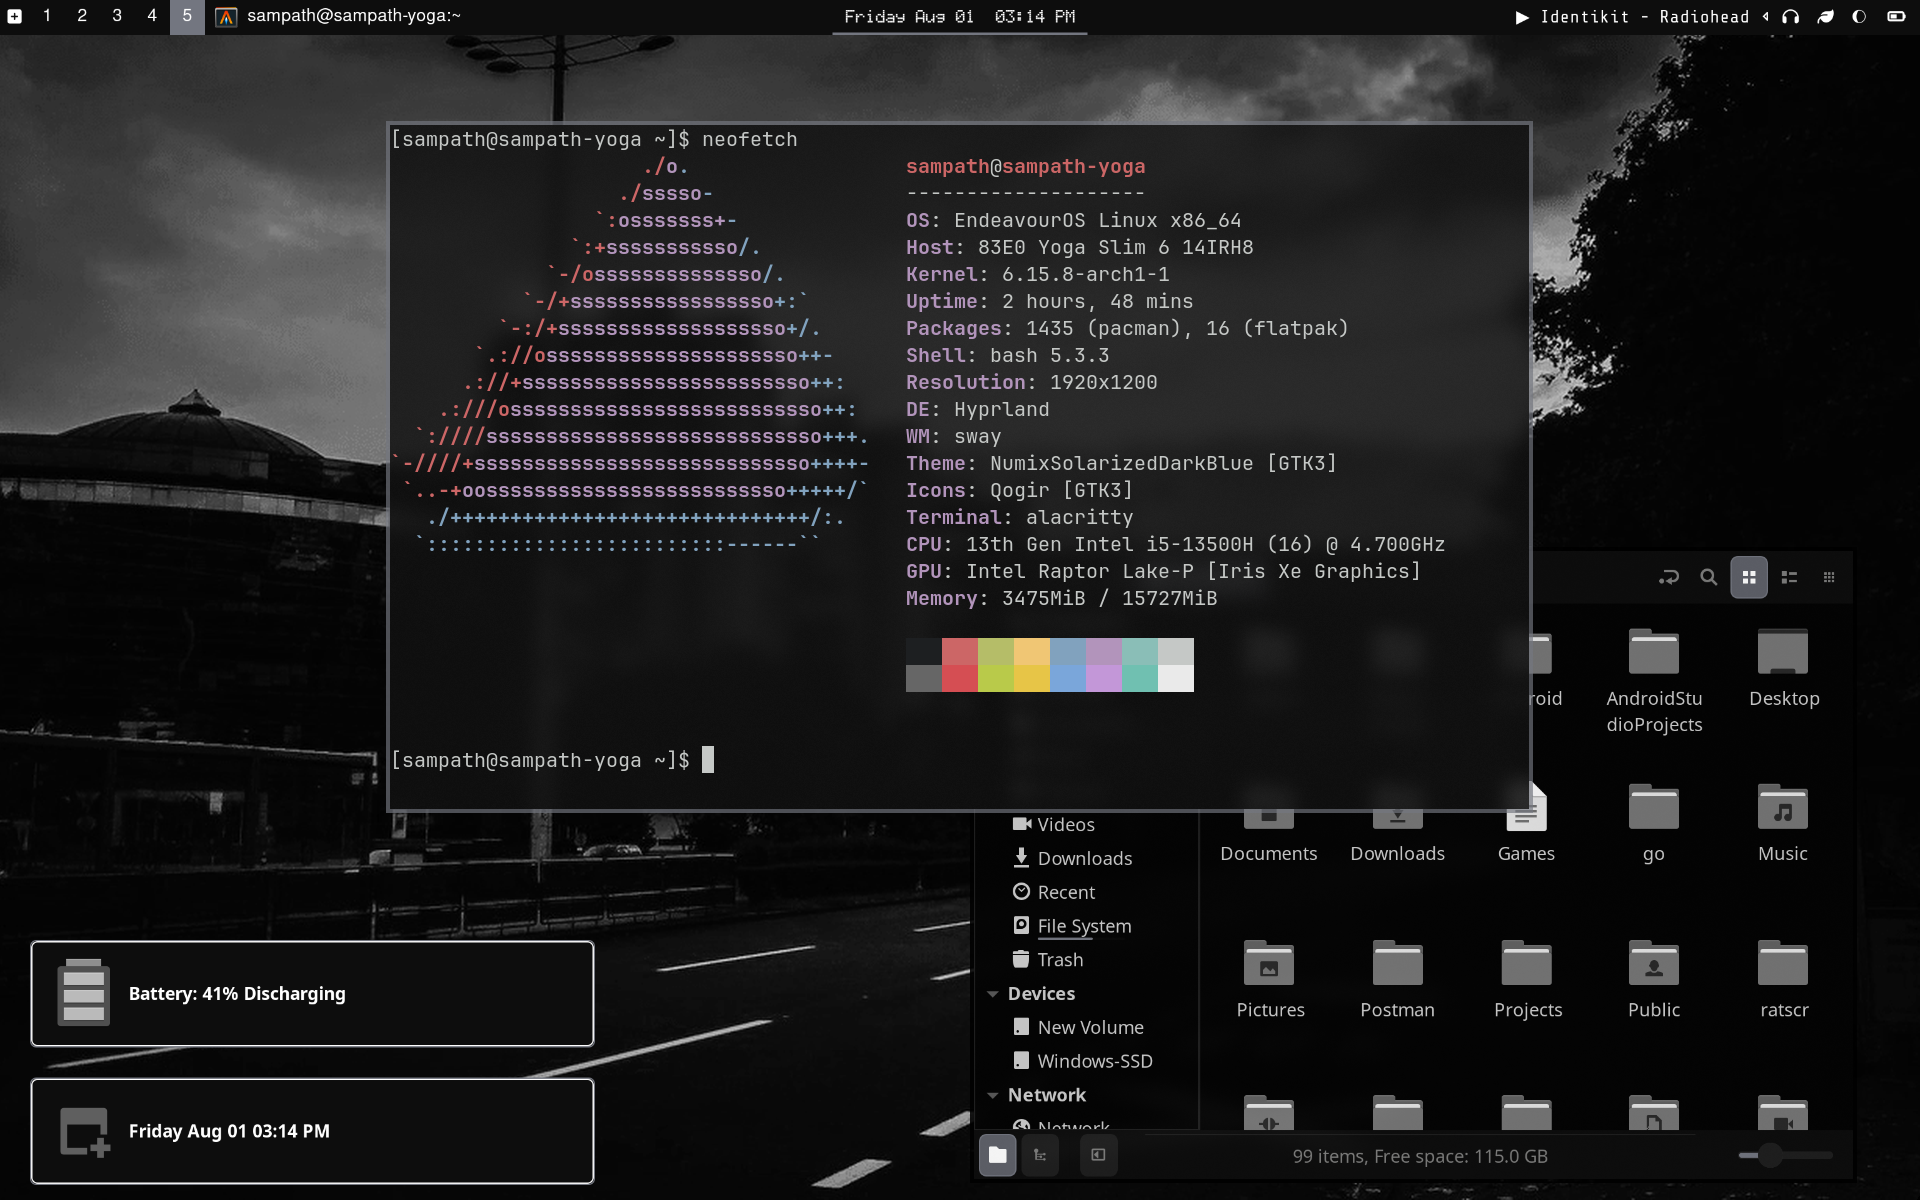 1 2 3 4 5 sampath@sampath-yoga:~
Friday Aug 01 03:14 PM
▶ Identikit - Radiohead
[sampath@sampath-yoga ~]$ neofetch
./o.
./sssso-
`:osssssss+-
`:+sssssssssso/.
`-/ossssssssssssso/.
`-/+sssssssssssssssso+:`
`-:/+sssssssssssssssssso+/.
`.://osssssssssssssssssssso++-
.://+ssssssssssssssssssssssso++:
.:///ossssssssssssssssssssssssso++:
`:////ssssssssssssssssssssssssssso+++.
`-////+ssssssssssssssssssssssssssso++++-
`..-+oosssssssssssssssssssssssso+++++/`
./++++++++++++++++++++++++++++++/:.
`:::::::::::::::::::::::::------``
sampath@sampath-yoga
--------------------
OS: EndeavourOS Linux x86_64
Host: 83E0 Yoga Slim 6 14IRH8
Kernel: 6.15.8-arch1-1
Uptime: 2 hours, 48 mins
Packages: 1435 (pacman), 16 (flatpak)
Shell: bash 5.3.3
Resolution: 1920x1200
DE: Hyprland
WM: sway
Theme: NumixSolarizedDarkBlue [GTK3]
Icons: Qogir [GTK3]
Terminal: alacritty
CPU: 13th Gen Intel i5-13500H (16) @ 4.700GHz
GPU: Intel Raptor Lake-P [Iris Xe Graphics]
Memory: 3475MiB / 15727MiB
[sampath@sampath-yoga ~]$
roid
AndroidStu
dioProjects
Desktop
Videos
Downloads
Recent
File System
Trash
Devices
New Volume
Windows-SSD
Network
Network
Documents Downloads Games go Music
Pictures Postman Projects Public ratscr
99 items, Free space: 115.0 GB
Battery: 41% Discharging
Friday Aug 01 03:14 PM